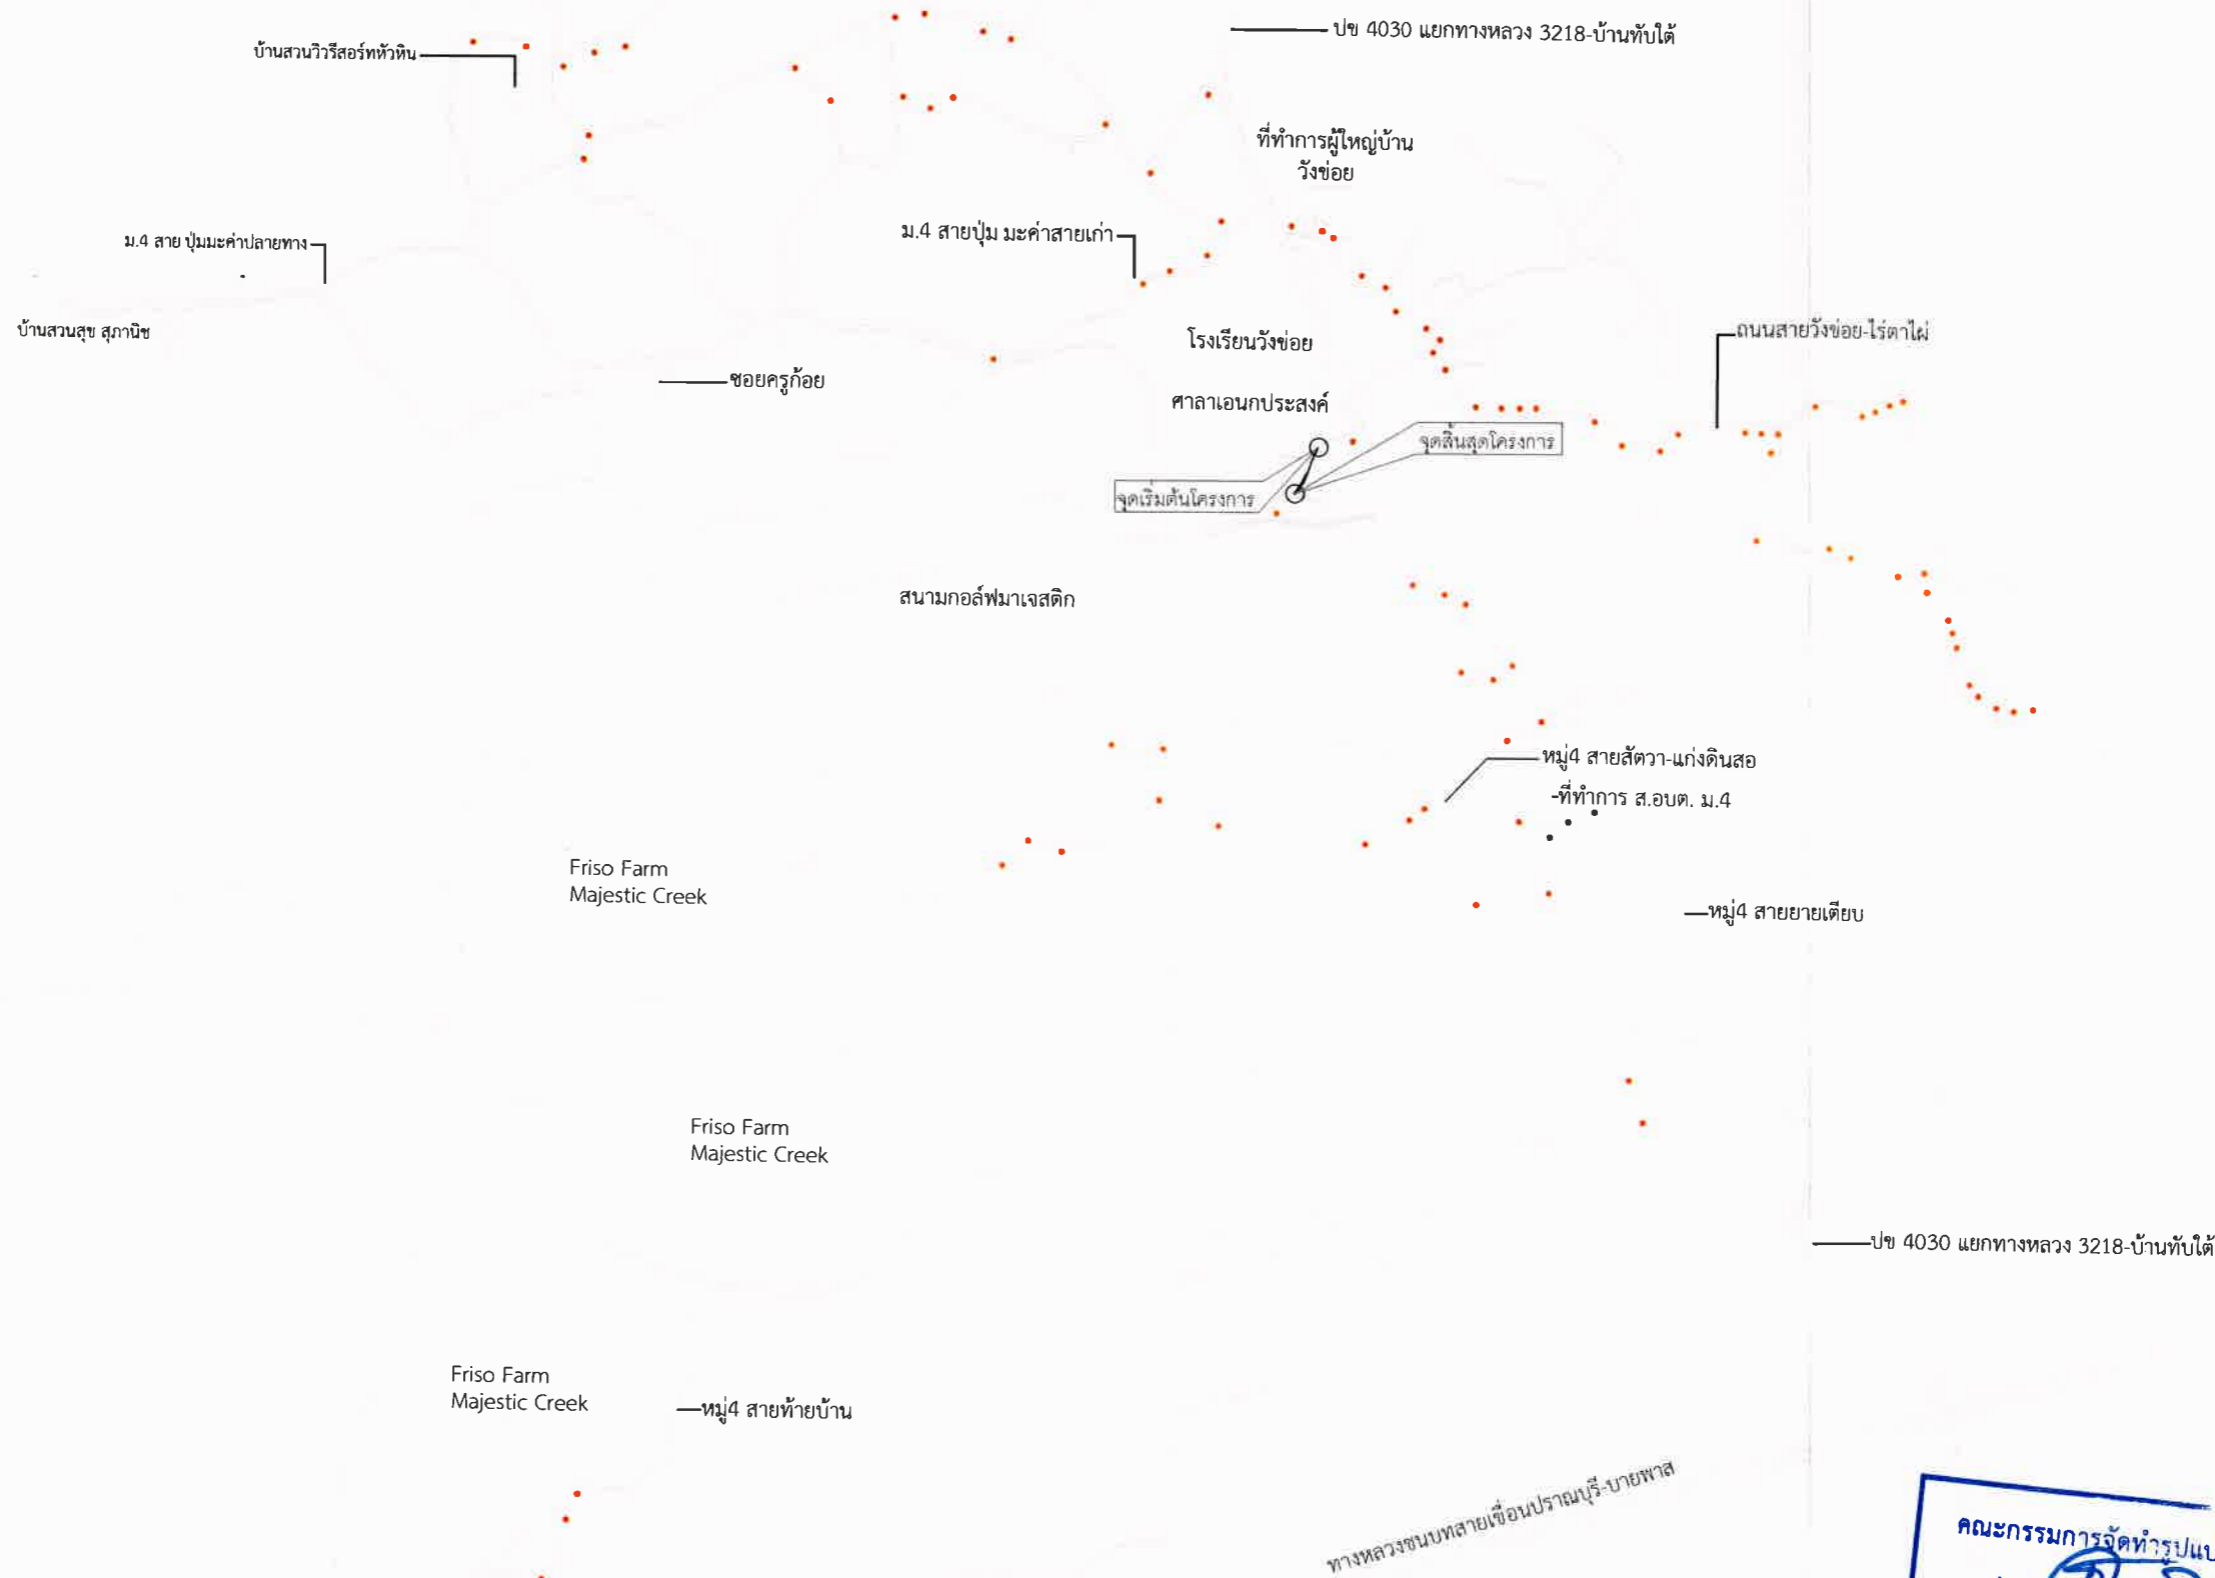 ปข 4030 แยกทางหลวง 3218-บ้านทับใต้
บ้านสวนวิวรีสอร์ทหัวหิน
ที่ทำการผู้ใหญ่บ้าน
วังข่อย
ม.4 สาย ปุ่มมะค่าปลายทาง
ม.4 สายปุ่ม มะค่าสายเก่า
บ้านสวนสุข สุภานิช
โรงเรียนวังข่อย
ถนนสายวังข่อย-ไร่ตาไผ่
ซอยครูก้อย
ศาลาเอนกประสงค์
จุดสิ้นสุดโครงการ
จุดเริ่มต้นโครงการ
สนามกอล์ฟมาเจสติก
หมู่4 สายสัตวา-แก่งดินสอ
-ที่ทำการ ส.อบต. ม.4
Friso Farm
Majestic Creek
หมู่4 สายยายเตียบ
Friso Farm
Majestic Creek
ปข 4030 แยกทางหลวง 3218-บ้านทับใต้
Friso Farm
Majestic Creek
หมู่4 สายท้ายบ้าน
ทางหลวงชนบทสายเขื่อนปราณบุรี-บายพาส
คณะกรรมการจัดทำรูปแบ